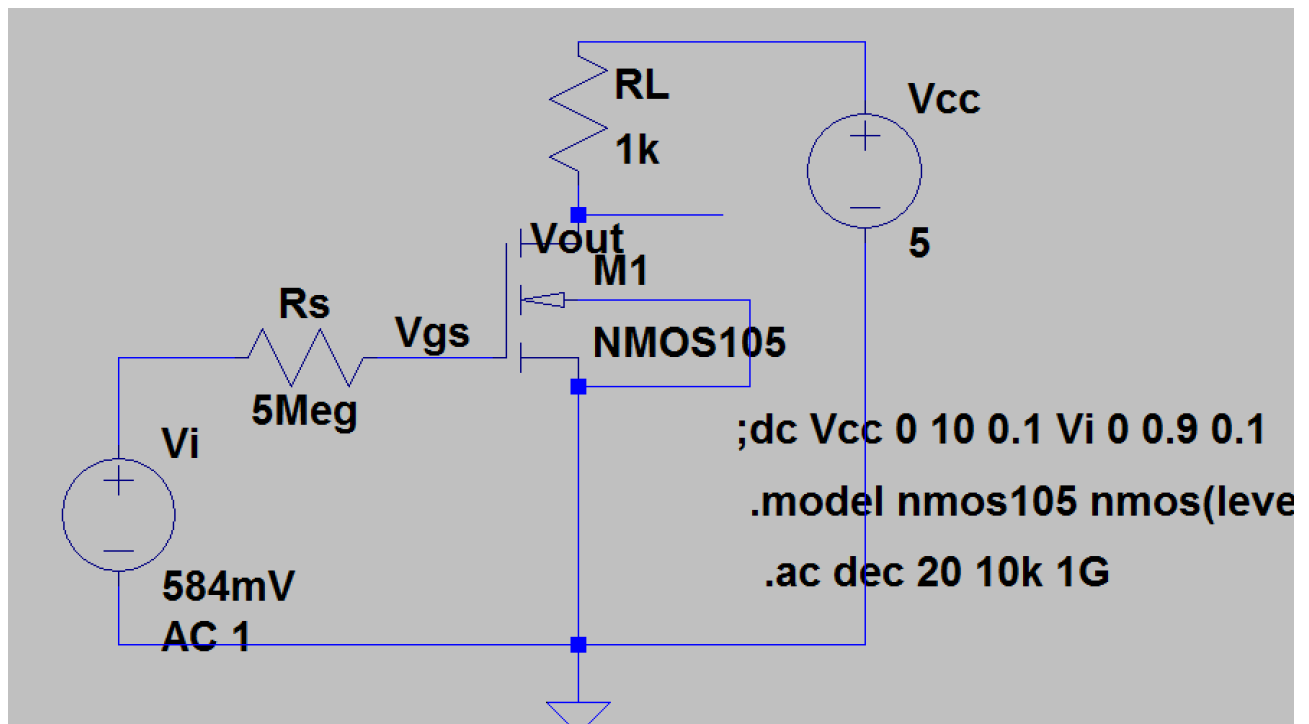 RL
1k
Vcc
5
Vout
M1
NMOS105
Rs
5Meg
Vgs
Vi
584mV
AC 1
;dc Vcc 0 10 0.1 Vi 0 0.9 0.1
.model nmos105 nmos(leve
.ac dec 20 10k 1G